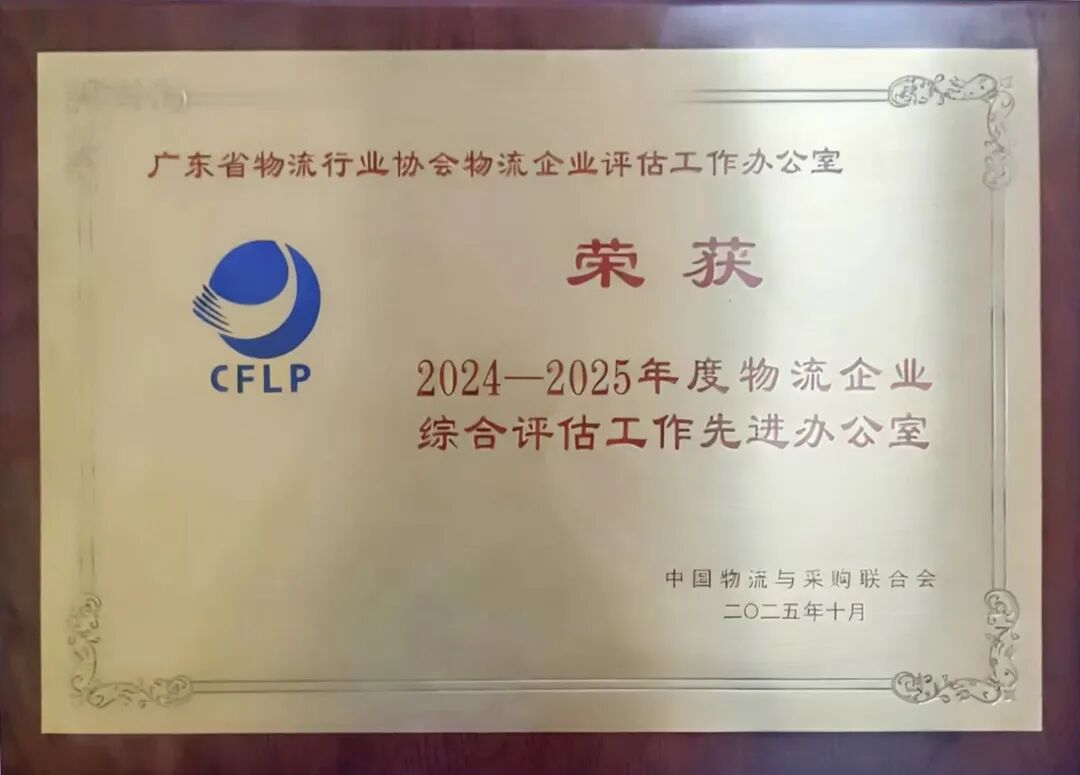 广东省物流行业协会物流企业评估工作办公室
荣获
CFLP
2024—2025年度物流企业
综合评估工作先进办公室
中国物流与采购联合会
二〇二五年十月